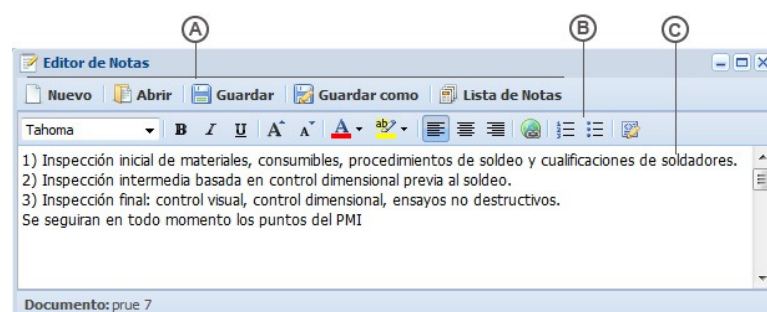 A B C
Editor de Notas
Nuevo Abrir Guardar Guardar como Lista de Notas
Tahoma B I U A A A ab
1) Inspección inicial de materiales, consumibles, procedimientos de soldeo y cualificaciones de soldadores.
2) Inspección intermedia basada en control dimensional previa al soldeo.
3) Inspección final: control visual, control dimensional, ensayos no destructivos.
Se seguiran en todo momento los puntos del PMI
Documento: prue 7